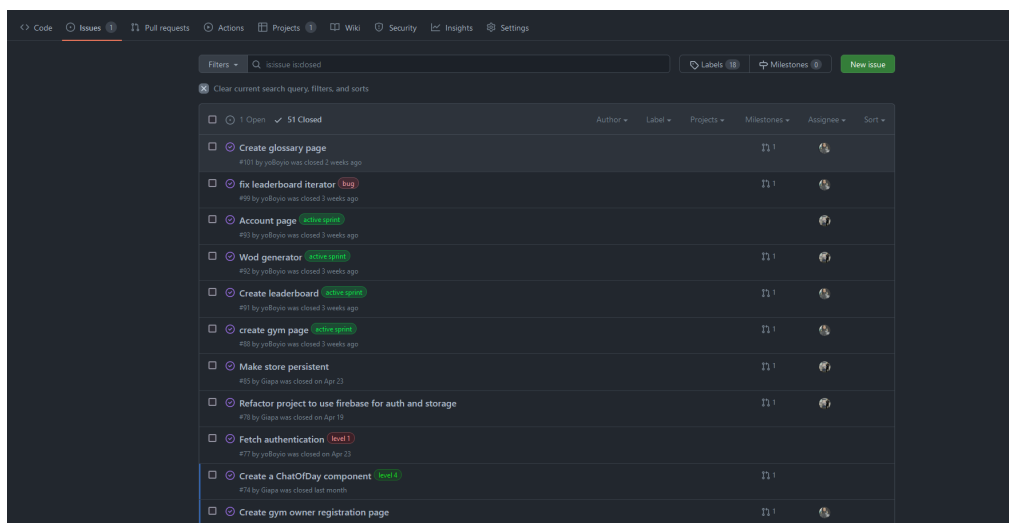 Code Issues 1 Pull requests Actions Projects 1 Wiki Security Insights Settings
Filters is:issue is:closed Labels 18 Milestones 0 New issue
Clear current search query, filters, and sorts
1 Open 51 Closed Author Label Projects Milestones Assignee Sort
Create glossary page 1
#101 by yoBoyio was closed 2 weeks ago
fix leaderboard iterator bug 1
#99 by yoBoyio was closed 3 weeks ago
Account page active sprint
#93 by yoBoyio was closed 3 weeks ago
Wod generator active sprint 1
#92 by yoBoyio was closed 3 weeks ago
Create leaderboard active sprint 1
#91 by yoBoyio was closed 3 weeks ago
create gym page active sprint 1
#88 by yoBoyio was closed 3 weeks ago
Make store persistent 1
#85 by Giapa was closed on Apr 23
Refactor project to use firebase for auth and storage 1
#78 by Giapa was closed on Apr 19
Fetch authentication level 1
#77 by yoBoyio was closed on Apr 23
Create a ChatOfDay component level 4 1
#74 by Giapa was closed last month
Create gym owner registration page 1